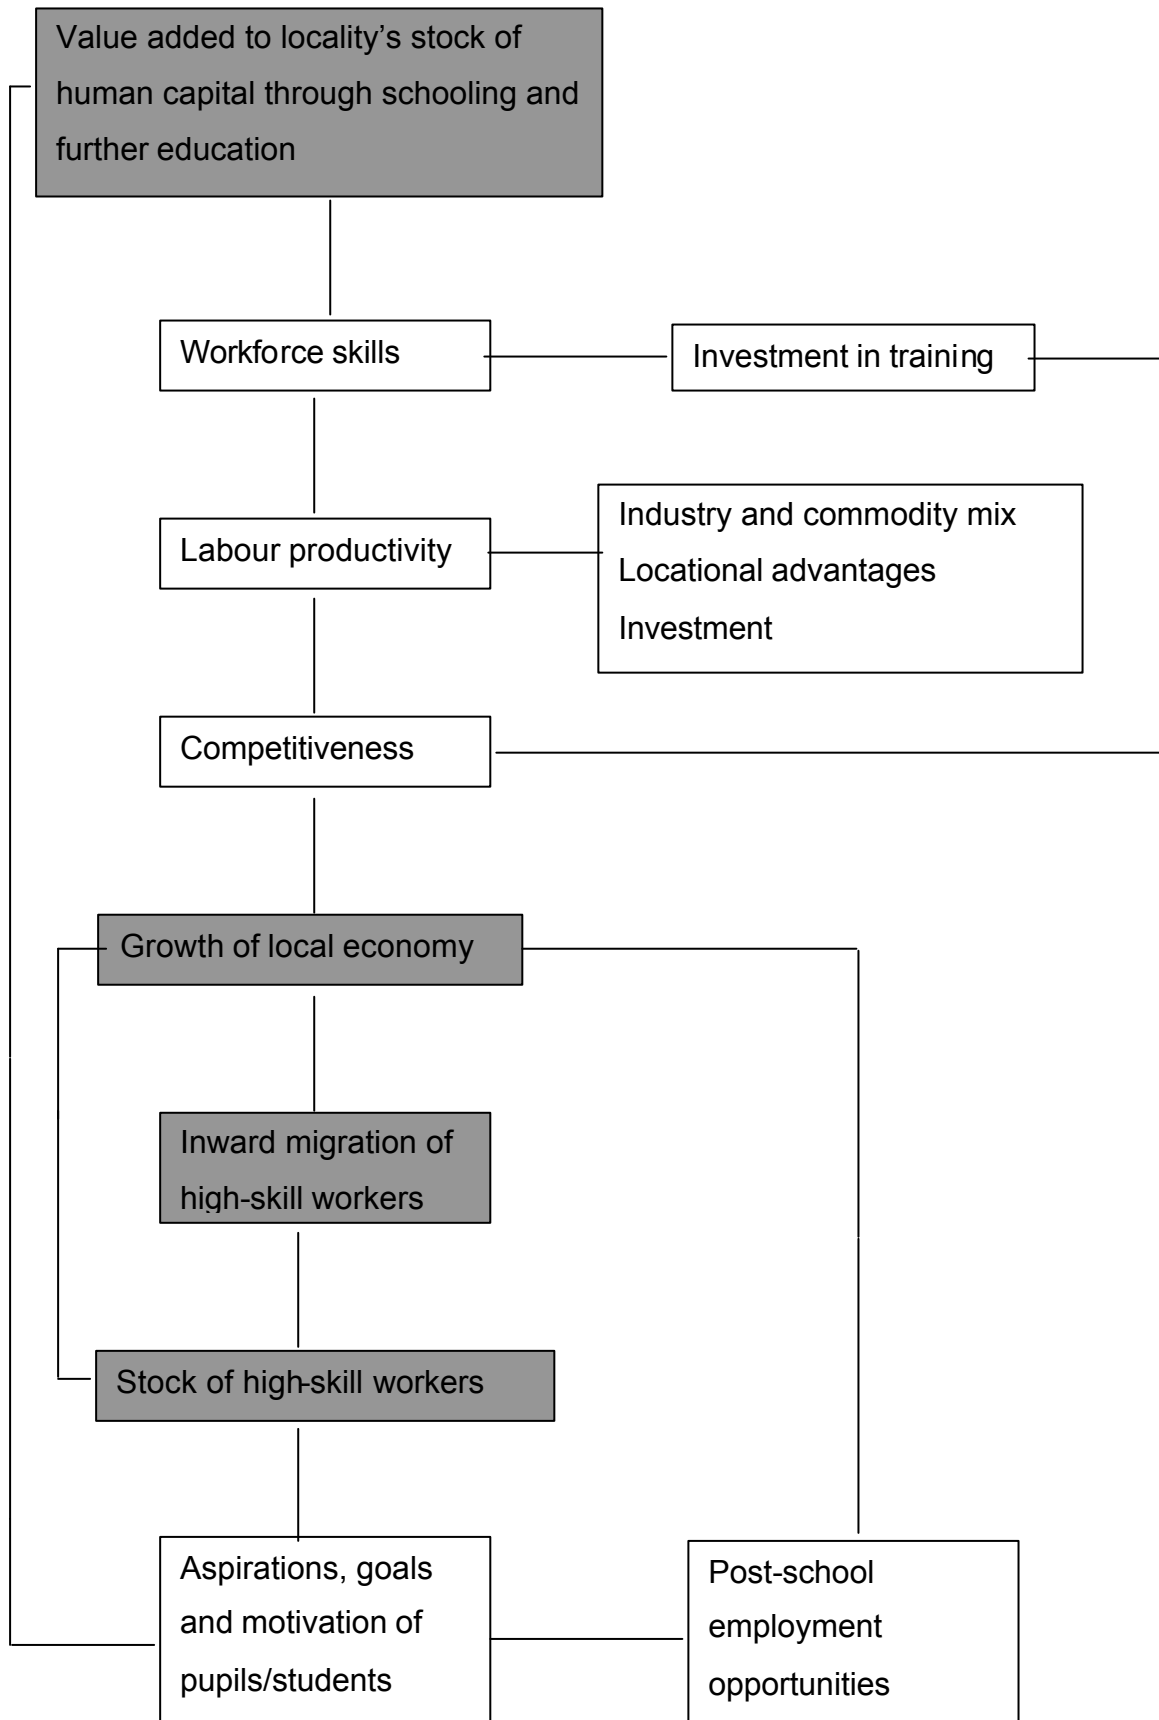 Value added to locality’s stock of
human capital through schooling and
further education
Workforce skills
Investment in training
Labour productivity
Industry and commodity mix
Locational advantages
Investment
Competitiveness
Growth of local economy
Inward migration of
high-skill workers
Stock of high-skill workers
Aspirations, goals
and motivation of
pupils/students
Post-school
employment
opportunities